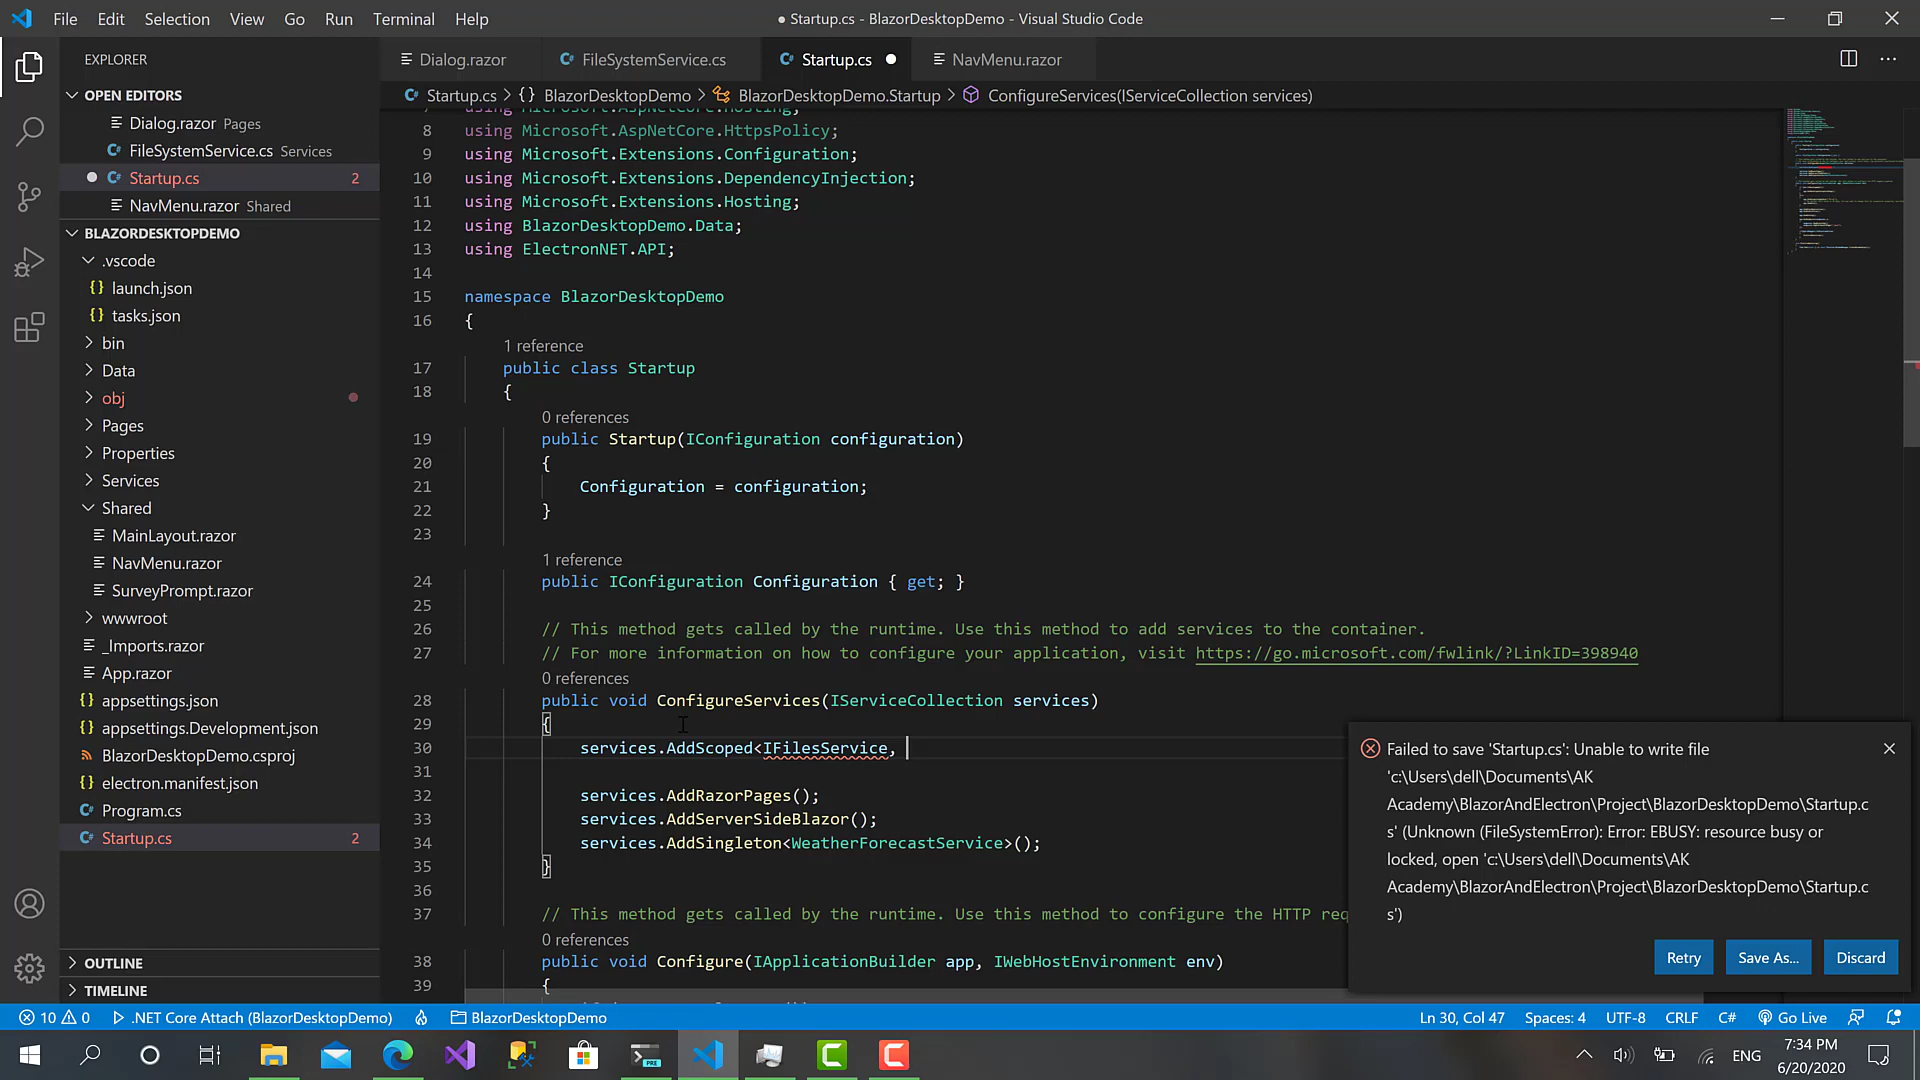 File Edit Selection View Go Run Terminal Help
● Startup.cs - BlazorDesktopDemo - Visual Studio Code
EXPLORER
OPEN EDITORS
Dialog.razor Pages
FileSystemService.cs Services
Startup.cs 2
NavMenu.razor Shared
BLAZORDESKTOPDEMO
.vscode
launch.json
tasks.json
bin
Data
obj
Pages
Properties
Services
Shared
MainLayout.razor
NavMenu.razor
SurveyPrompt.razor
wwwroot
_Imports.razor
App.razor
appsettings.json
appsettings.Development.json
BlazorDesktopDemo.csproj
electron.manifest.json
Program.cs
Startup.cs 2
OUTLINE
TIMELINE
Dialog.razor FileSystemService.cs Startup.cs NavMenu.razor
Startup.cs > {} BlazorDesktopDemo > BlazorDesktopDemo.Startup > ConfigureServices(IServiceCollection services)
using Microsoft.AspNetCore.Hosting;
8 using Microsoft.AspNetCore.HttpsPolicy;
9 using Microsoft.Extensions.Configuration;
10 using Microsoft.Extensions.DependencyInjection;
11 using Microsoft.Extensions.Hosting;
12 using BlazorDesktopDemo.Data;
13 using ElectronNET.API;
14
15 namespace BlazorDesktopDemo
16 {
1 reference
17 public class Startup
18 {
0 references
19 public Startup(IConfiguration configuration)
20 {
21 Configuration = configuration;
22 }
23
1 reference
24 public IConfiguration Configuration { get; }
25
26 // This method gets called by the runtime. Use this method to add services to the container.
27 // For more information on how to configure your application, visit https://go.microsoft.com/fwlink/?LinkID=398940
0 references
28 public void ConfigureServices(IServiceCollection services)
29 {
30 services.AddScoped<IFilesService,
31
32 services.AddRazorPages();
33 services.AddServerSideBlazor();
34 services.AddSingleton<WeatherForecastService>();
35 }
36
37 // This method gets called by the runtime. Use this method to configure the HTTP req
0 references
38 public void Configure(IApplicationBuilder app, IWebHostEnvironment env)
39 {
Failed to save 'Startup.cs': Unable to write file
'c:\Users\dell\Documents\AK
Academy\BlazorAndElectron\Project\BlazorDesktopDemo\Startup.c
s' (Unknown (FileSystemError): Error: EBUSY: resource busy or
locked, open 'c:\Users\dell\Documents\AK
Academy\BlazorAndElectron\Project\BlazorDesktopDemo\Startup.c
s')
Retry Save As... Discard
10 0 .NET Core Attach (BlazorDesktopDemo) BlazorDesktopDemo Ln 30, Col 47 Spaces: 4 UTF-8 CRLF C# Go Live
PRE
ENG
7:34 PM
6/20/2020